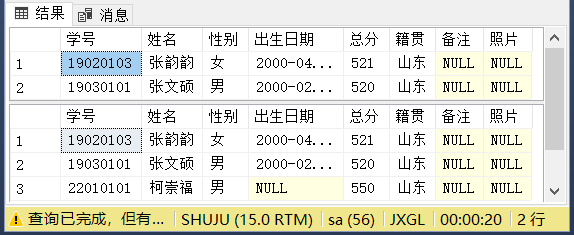 结果 消息
学号 姓名 性别 出生日期 总分 籍贯 备注 照片
1 19020103 张韵韵 女 2000-04... 521 山东 NULL NULL
2 19030101 张文硕 男 2000-02... 520 山东 NULL NULL
学号 姓名 性别 出生日期 总分 籍贯 备注 照片
1 19020103 张韵韵 女 2000-04... 521 山东 NULL NULL
2 19030101 张文硕 男 2000-02... 520 山东 NULL NULL
3 22010101 柯崇福 男 NULL 550 山东 NULL NULL
查询已完成，但有... SHUJU (15.0 RTM) sa (56) JXGL 00:00:20 2 行